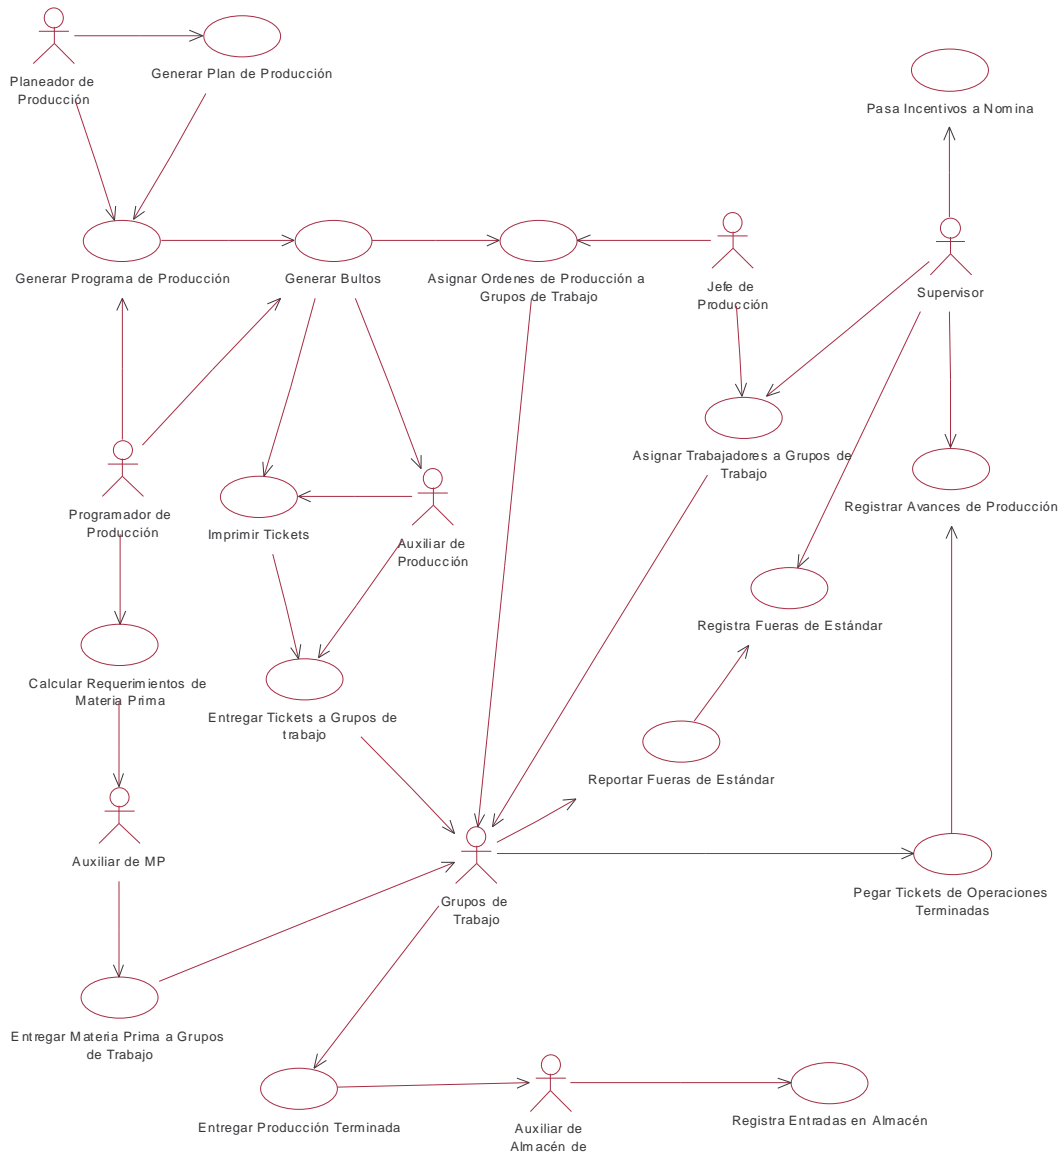 Generar Plan de Producción
Planeador de
Producción
Pasa Incentivos a Nomina
Generar Programa de Producción
Generar Bultos
Asignar Ordenes de Producción a
Grupos de Trabajo
Jefe de
Producción
Supervisor
Asignar Trabajadores a Grupos de
Trabajo
Registrar Avances de Producción
Programador de
Producción
Imprimir Tickets
Auxiliar de
Producción
Registra Fueras de Estándar
Calcular Requerimientos de
Materia Prima
Entregar Tickets a Grupos de
trabajo
Reportar Fueras de Estándar
Auxiliar de MP
Grupos de
Trabajo
Pegar Tickets de Operaciones
Terminadas
Entregar Materia Prima a Grupos
de Trabajo
Entregar Producción Terminada
Auxiliar de
Almacén de
Registra Entradas en Almacén